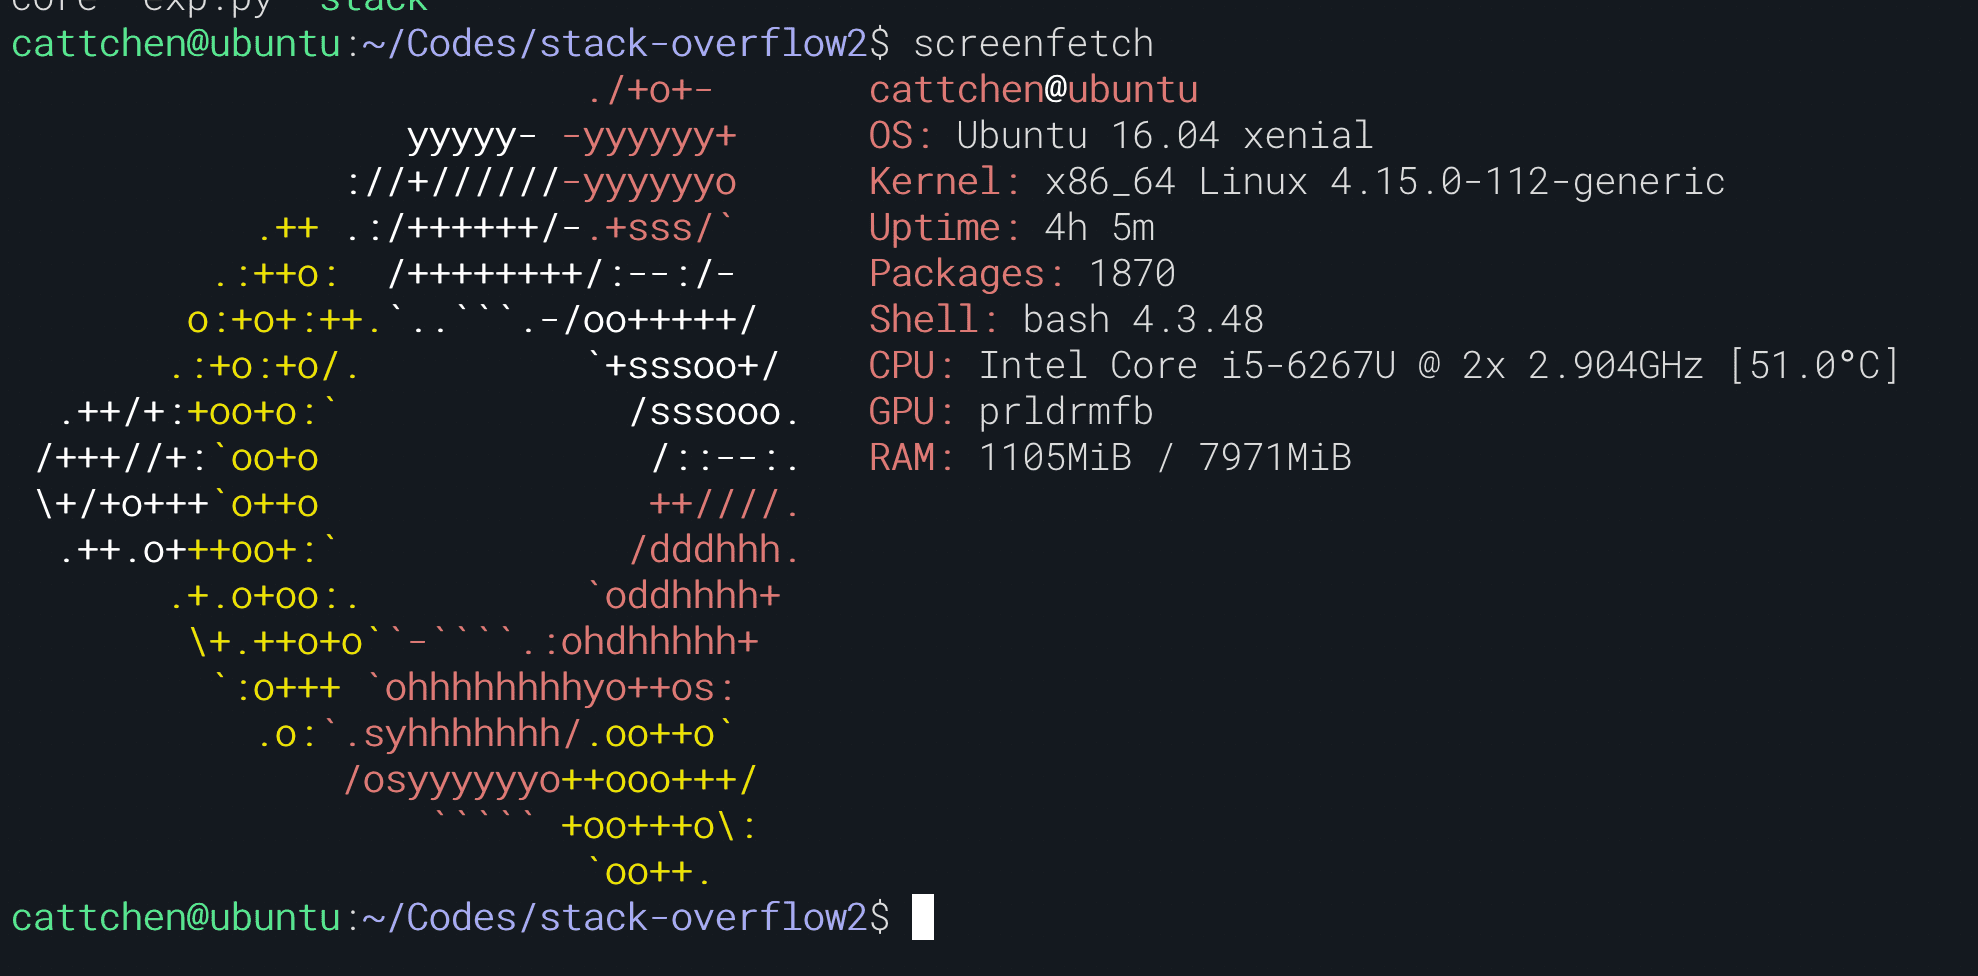 core  exp.py  stack
cattchen@ubuntu:~/Codes/stack-overflow2$ screenfetch
                          ./+o+-       cattchen@ubuntu
                  yyyyy- -yyyyyy+      OS: Ubuntu 16.04 xenial
               ://+//////-yyyyyyo      Kernel: x86_64 Linux 4.15.0-112-generic
           .++ .:/++++++/-.+sss/`      Uptime: 4h 5m
         .:++o:  /++++++++/:--:/-      Packages: 1870
        o:+o+:++.`..```.-/oo+++++/     Shell: bash 4.3.48
       .:+o:+o/.          `+sssoo+/    CPU: Intel Core i5-6267U @ 2x 2.904GHz [51.0°C]
  .++/+:+oo+o:`             /sssooo.   GPU: prldrmfb
 /+++//+:`oo+o               /::--:.   RAM: 1105MiB / 7971MiB
 \+/+o+++`o++o               ++////.
  .++.o+++oo+:`             /dddhhh.
       .+.o+oo:.          `oddhhhh+
        \+.++o+o``-````.:ohdhhhhh+
         `:o+++ `ohhhhhhhhyo++os:
           .o:`.syhhhhhhh/.oo++o`
               /osyyyyyyo++ooo+++/
                   ````` +oo+++o\:
                          `oo++.
cattchen@ubuntu:~/Codes/stack-overflow2$